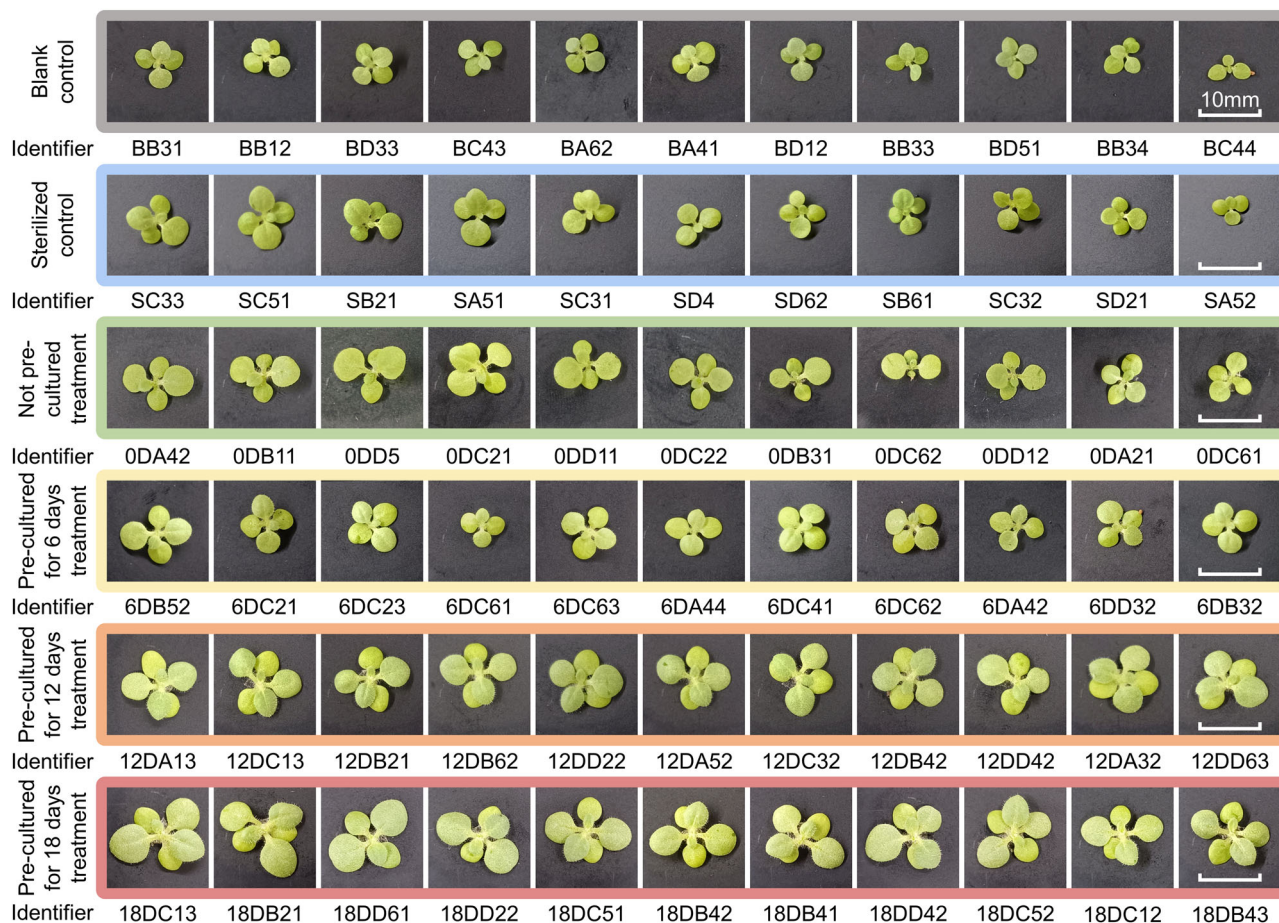 Blank
control
10mm
Identifier BB31 BB12 BD33 BC43 BA62 BA41 BD12 BB33 BD51 BB34 BC44
Sterilized
control
Identifier SC33 SC51 SB21 SA51 SC31 SD4 SD62 SB61 SC32 SD21 SA52
Not pre-
cultured
treatment
Identifier 0DA42 0DB11 0DD5 0DC21 0DD11 0DC22 0DB31 0DC62 0DD12 0DA21 0DC61
Pre-cultured
for 6 days
treatment
Identifier 6DB52 6DC21 6DC23 6DC61 6DC63 6DA44 6DC41 6DC62 6DA42 6DD32 6DB32
Pre-cultured
for 12 days
treatment
Identifier 12DA13 12DC13 12DB21 12DB62 12DD22 12DA52 12DC32 12DB42 12DD42 12DA32 12DD63
Pre-cultured
for 18 days
treatment
Identifier 18DC13 18DB21 18DD61 18DD22 18DC51 18DB42 18DB41 18DD42 18DC52 18DC12 18DB43